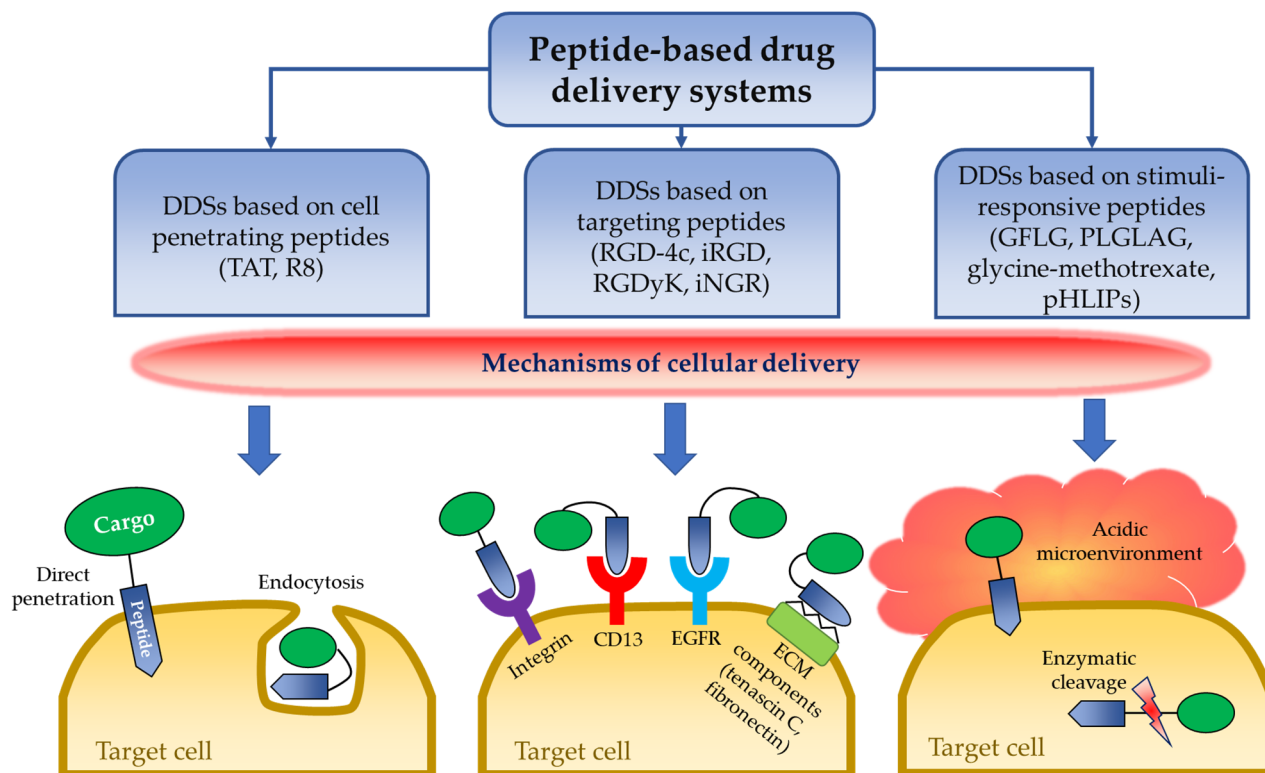 Peptide-based drug
delivery systems
DDSs based on cell
penetrating peptides
(TAT, R8)
DDSs based on
targeting peptides
(RGD-4c, iRGD,
RGDyK, iNGR)
DDSs based on stimuli-
responsive peptides
(GFLG, PLGLAG,
glycine-methotrexate,
pHLIPs)
Mechanisms of cellular delivery
Cargo
Direct
penetration
Peptide
Endocytosis
Target cell
Integrin
CD13
EGFR
ECM
components
(tenascin C,
fibronectin)
Target cell
Acidic
microenvironment
Enzymatic
cleavage
Target cell